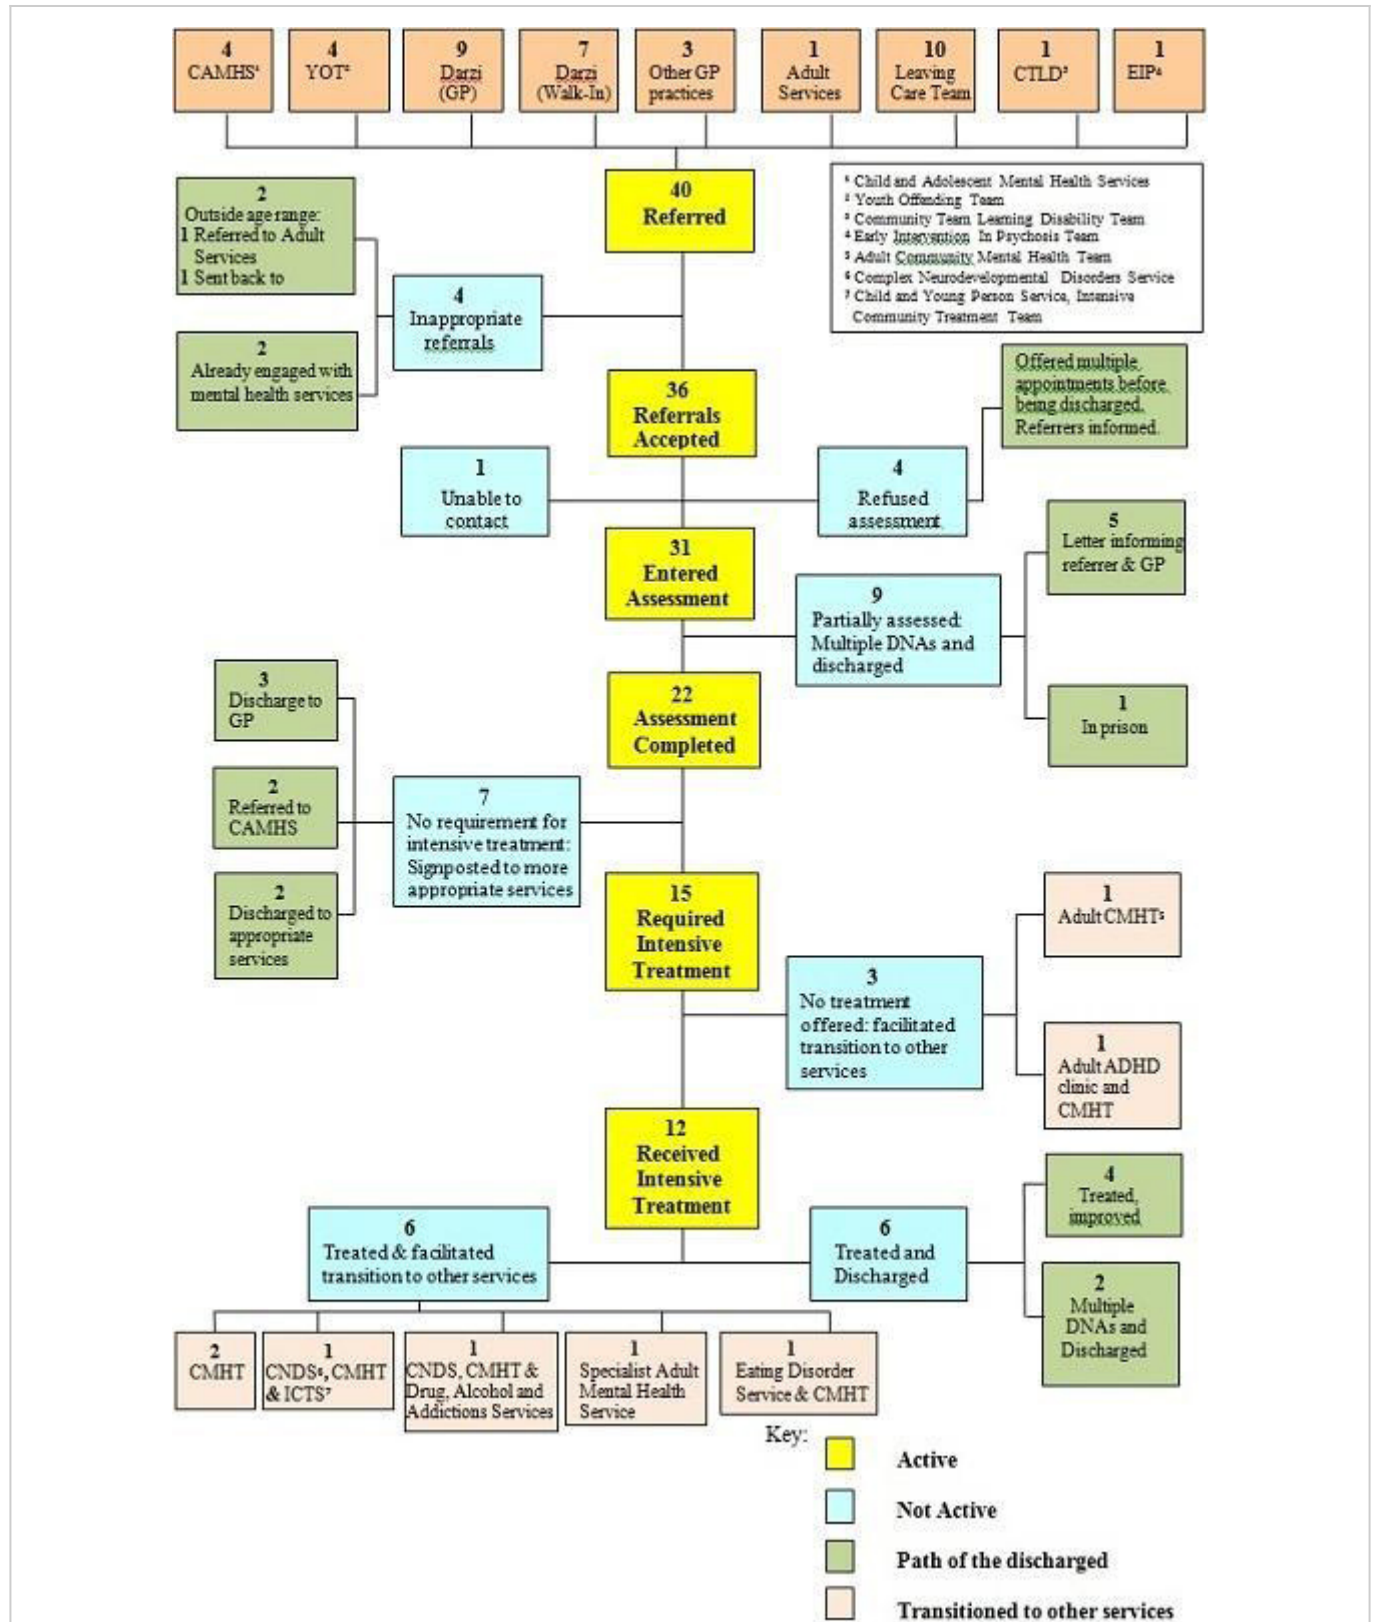 4
CAMHS¹
4
YOT²
9
Darzi
(GP)
7
Darzi
(Walk-In)
3
Other GP
practices
1
Adult
Services
10
Leaving
Care Team
1
CTLD³
1
EIP⁴
40
Referred
¹ Child and Adolescent Mental Health Services
² Youth Offending Team
³ Community Team Learning Disability Team
⁴ Early Intervention In Psychosis Team
⁵ Adult Community Mental Health Team
⁶ Complex Neurodevelopmental Disorders Service
⁷ Child and Young Person Service, Intensive
Community Treatment Team
2
Outside age range:
1 Referred to Adult
Services
1 Sent back to
4
Inappropriate
referrals
2
Already engaged with
mental health services
36
Referrals
Accepted
Offered multiple
appointments before
being discharged.
Referrers informed.
1
Unable to
contact
4
Refused
assessment
31
Entered
Assessment
5
Letter informing
referrer & GP
9
Partially assessed:
Multiple DNAs and
discharged
1
In prison
22
Assessment
Completed
3
Discharge to
GP
2
Referred to
CAMHS
2
Discharged to
appropriate
services
7
No requirement for
intensive treatment:
Signposted to more
appropriate services
15
Required
Intensive
Treatment
1
Adult CMHT⁵
3
No treatment
offered: facilitated
transition to other
services
1
Adult ADHD
clinic and
CMHT
12
Received
Intensive
Treatment
4
Treated,
improved
6
Treated & facilitated
transition to other services
6
Treated and
Discharged
2
Multiple
DNAs and
Discharged
2
CMHT
1
CNDS⁶, CMHT
& ICTS⁷
1
CNDS, CMHT &
Drug, Alcohol and
Addictions Services
1
Specialist Adult
Mental Health
Service
1
Eating Disorder
Service & CMHT
Key:
Active
Not Active
Path of the discharged
Transitioned to other services